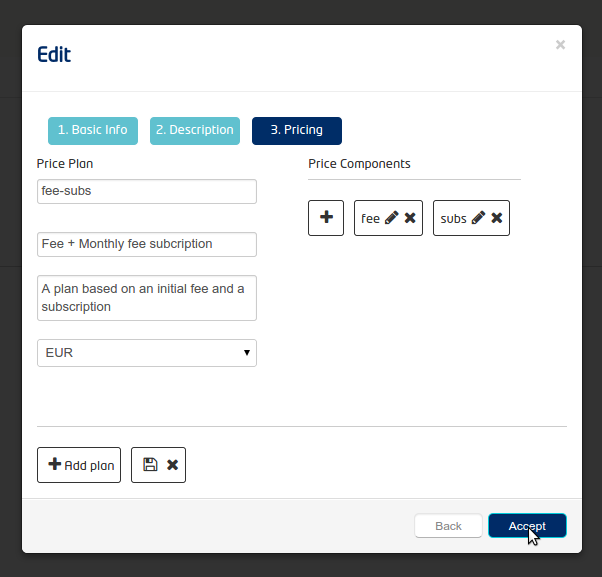 Edit
×
1. Basic Info
2. Description
3. Pricing
Price Plan
fee-subs
Fee + Monthly fee subcription
A plan based on an initial fee and a
subscription
EUR
Price Components
fee
subs
Add plan
Back
Accept